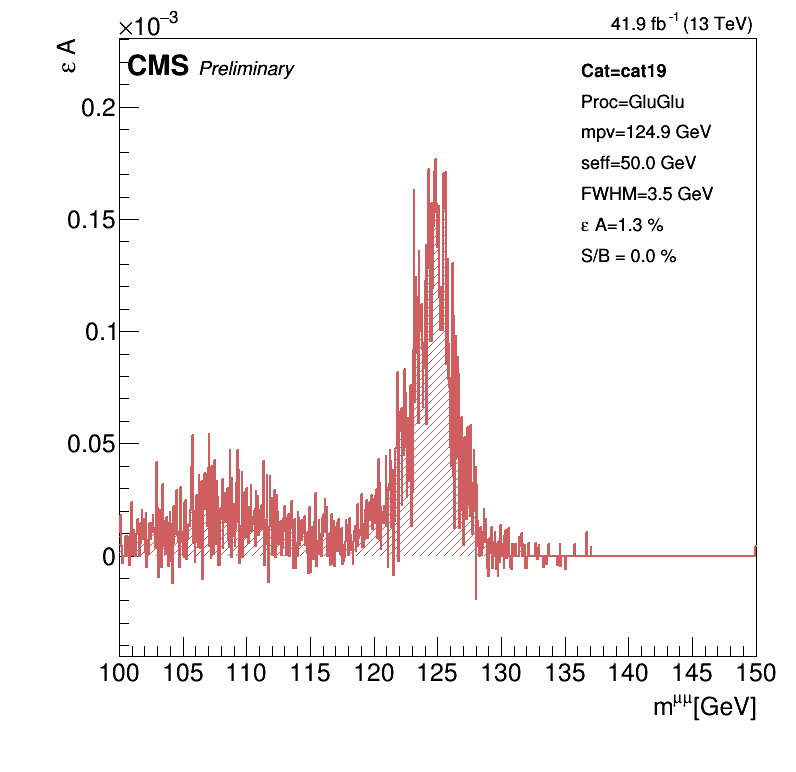 ×10⁻³
41.9 fb⁻¹ (13 TeV)
ε A
CMS Preliminary
Cat=cat19
Proc=GluGlu
mpv=124.9 GeV
seff=50.0 GeV
FWHM=3.5 GeV
ε A=1.3 %
S/B = 0.0 %
0.2
0.15
0.1
0.05
0
100 105 110 115 120 125 130 135 140 145 150
m^μμ[GeV]